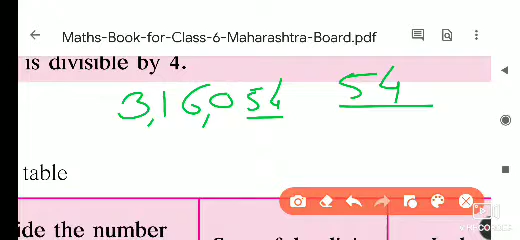 Maths-Book-for-Class-6-Maharashtra-Board.pdf
is divisible by 4.
3,16,054 54
table
ide the number